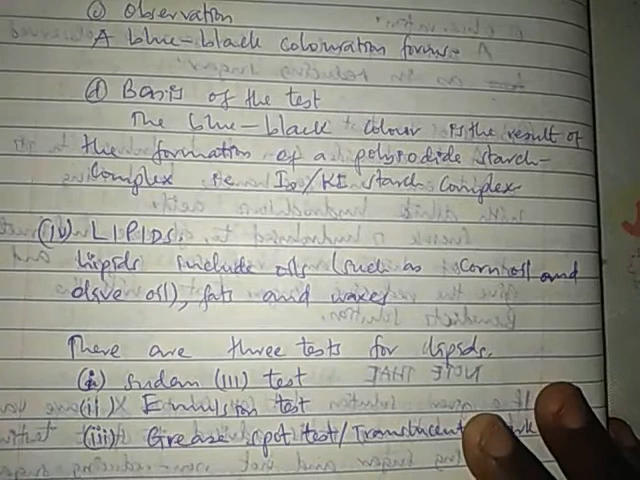 (c) Observation
A blue-black colouration forms.
(d) Basis of the test
The blue-black colour is the result of
the formation of a polyiodide starch-
complex ie I₂/KI starch complex
(iv) LIPIDS.
Lipids include oils (such as corn oil and
olive oil), fats and waxes
There are three tests for lipids.
(i) Sudan (III) test
(ii) Emulsion test
(iii) Grease spot test/Translucent